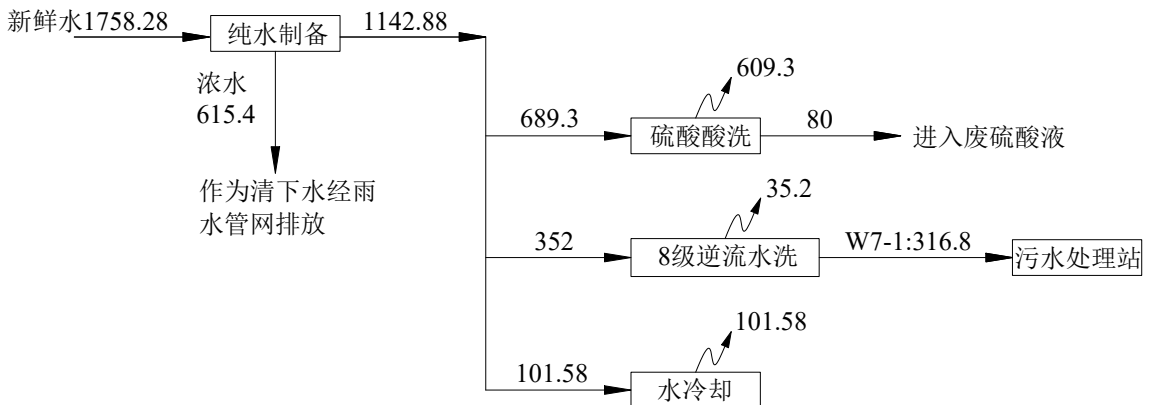 新鲜水1758.28
纯水制备
1142.88
浓水
615.4
作为清下水经雨
水管网排放
609.3
689.3
硫酸酸洗
80
进入废硫酸液
35.2
352
8级逆流水洗
W7-1:316.8
污水处理站
101.58
101.58
水冷却